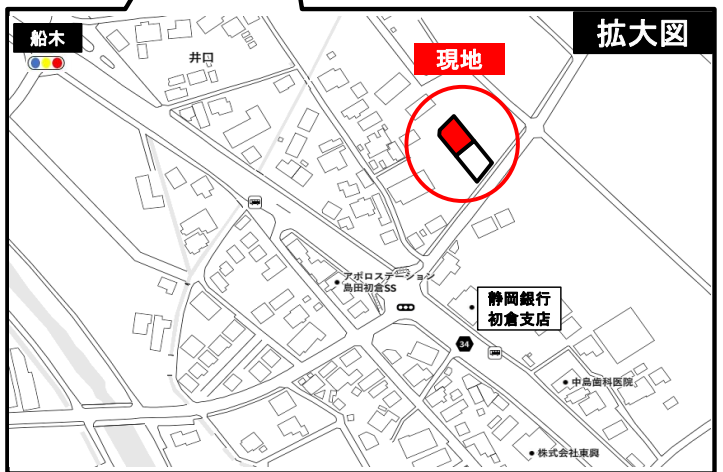 船木
拡大図
井口
現地
アポロステーション
島田初倉SS
静岡銀行
初倉支店
34
中島歯科医院
株式会社東興